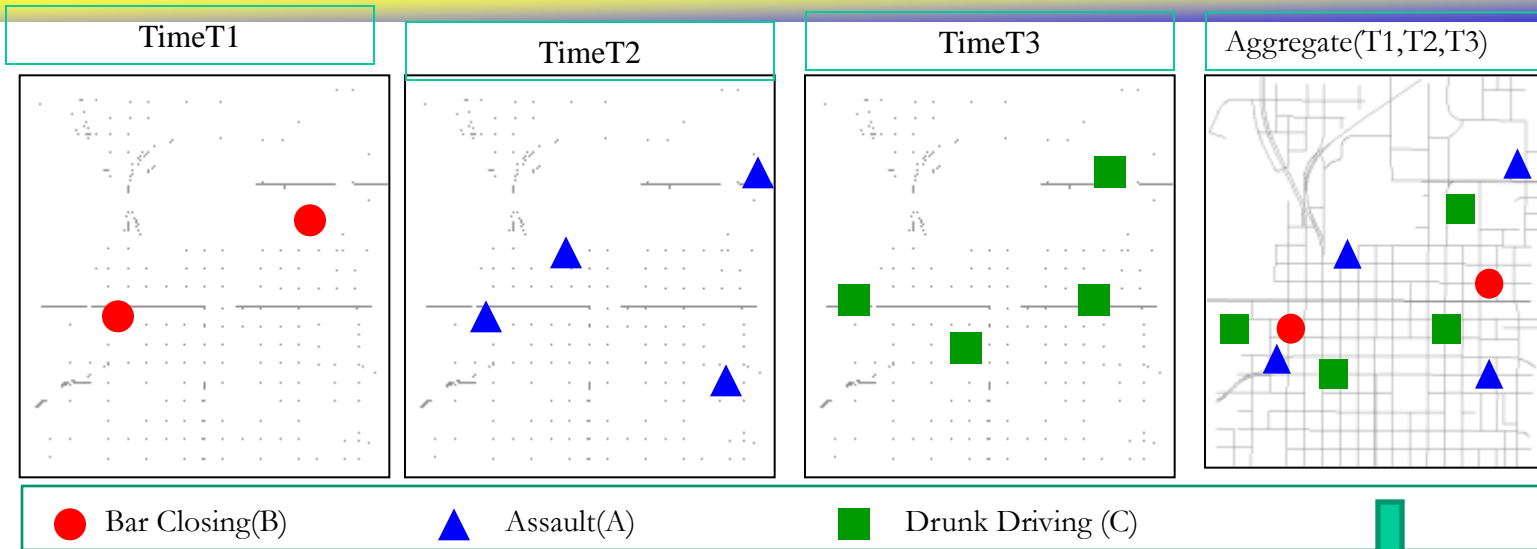 TimeT1
TimeT2
TimeT3
Aggregate(T1,T2,T3)
Bar Closing(B)
Assault(A)
Drunk Driving (C)